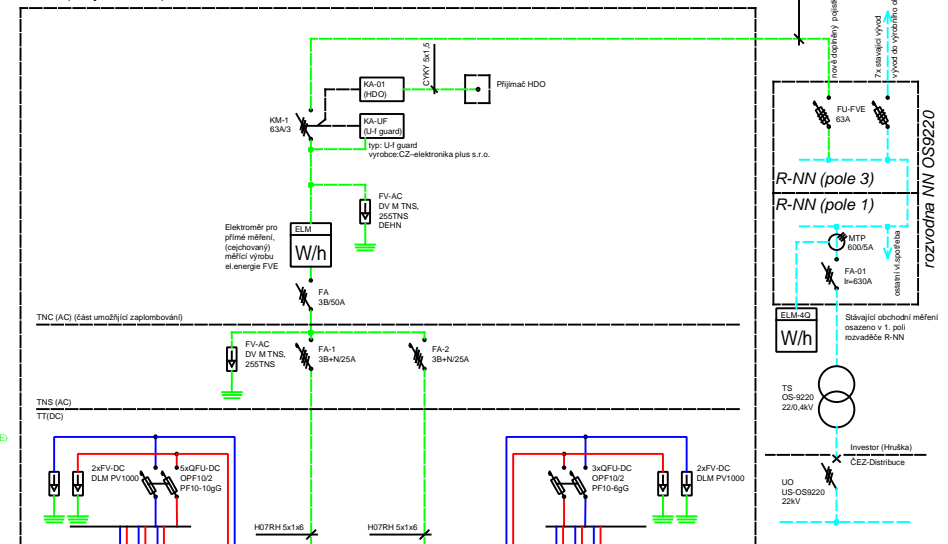 nově doplněný pojist
7x stavající vývod
vývod do výrobního o
CYKY 5x1,5
KA-01
(HDO)
Přijímač HDO
KM-1
63A/3
KA-UF
(U-f guard)
typ: U-f guard
vyrobce:CZ–elektronika plus s.r.o.
FU-FVE
63A
R-NN (pole 3)
R-NN (pole 1)
rozvodna NN OS9220
FV-AC
DV M TNS,
255TNS
DEHN
Elektroměr pro
přímé měření,
(cejchovaný)
měřící výrobu
el.energie FVE
ELM
W/h
MTP
600/5A
FA-01
Ir=630A
ostatní vl.spotřeba
FA
3B/50A
TNC (AC) (část umožňjící zaplombování)
ELM-4Q
W/h
Stávající obchodní měření
osazeno v 1. poli
rozvaděče R-NN
FV-AC
DV M TNS,
255TNS
FA-1
3B+N/25A
FA-2
3B+N/25A
TS
OS-9220
22/0,4kV
TNS (AC)
TT(DC)
E)
Investor (Hruška)
ČEZ-Distribuce
2xFV-DC
DLM PV1000
5xQFU-DC
OPF10/2
PF10-10gG
3xQFU-DC
OPF10/2
PF10-6gG
2xFV-DC
DLM PV1000
UO
US-OS9220
22kV
H07RH 5x1x6
H07RH 5x1x6